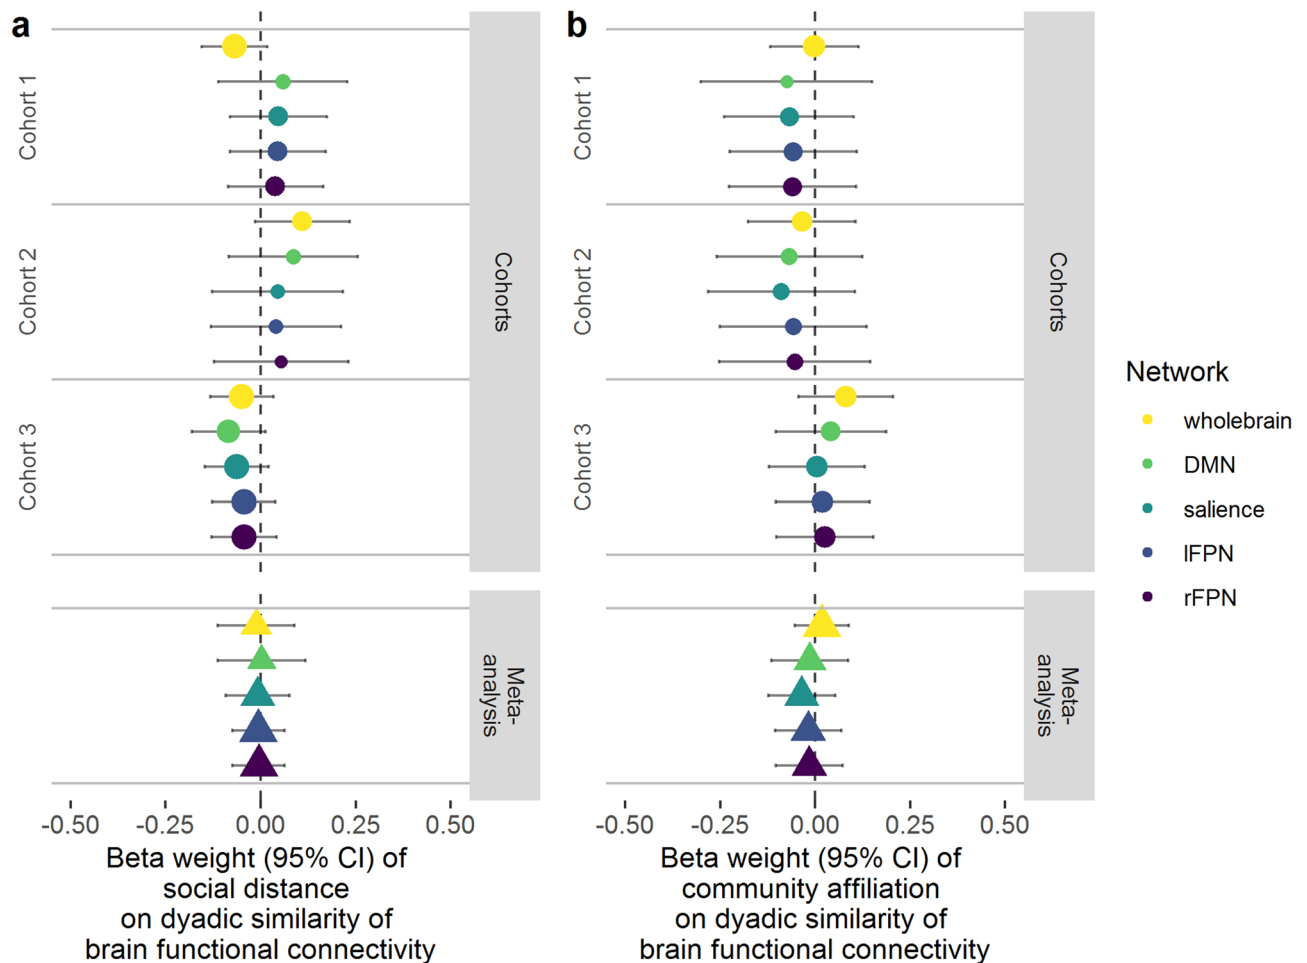 a
Cohort 1
Cohort 2
Cohort 3
Cohorts
Meta-
analysis
-0.50 -0.25 0.00 0.25 0.50
Beta weight (95% CI) of
social distance
on dyadic similarity of
brain functional connectivity
b
Cohort 1
Cohort 2
Cohort 3
Cohorts
Meta-
analysis
-0.50 -0.25 0.00 0.25 0.50
Beta weight (95% CI) of
community affiliation
on dyadic similarity of
brain functional connectivity
Network
wholebrain
DMN
salience
lFPN
rFPN